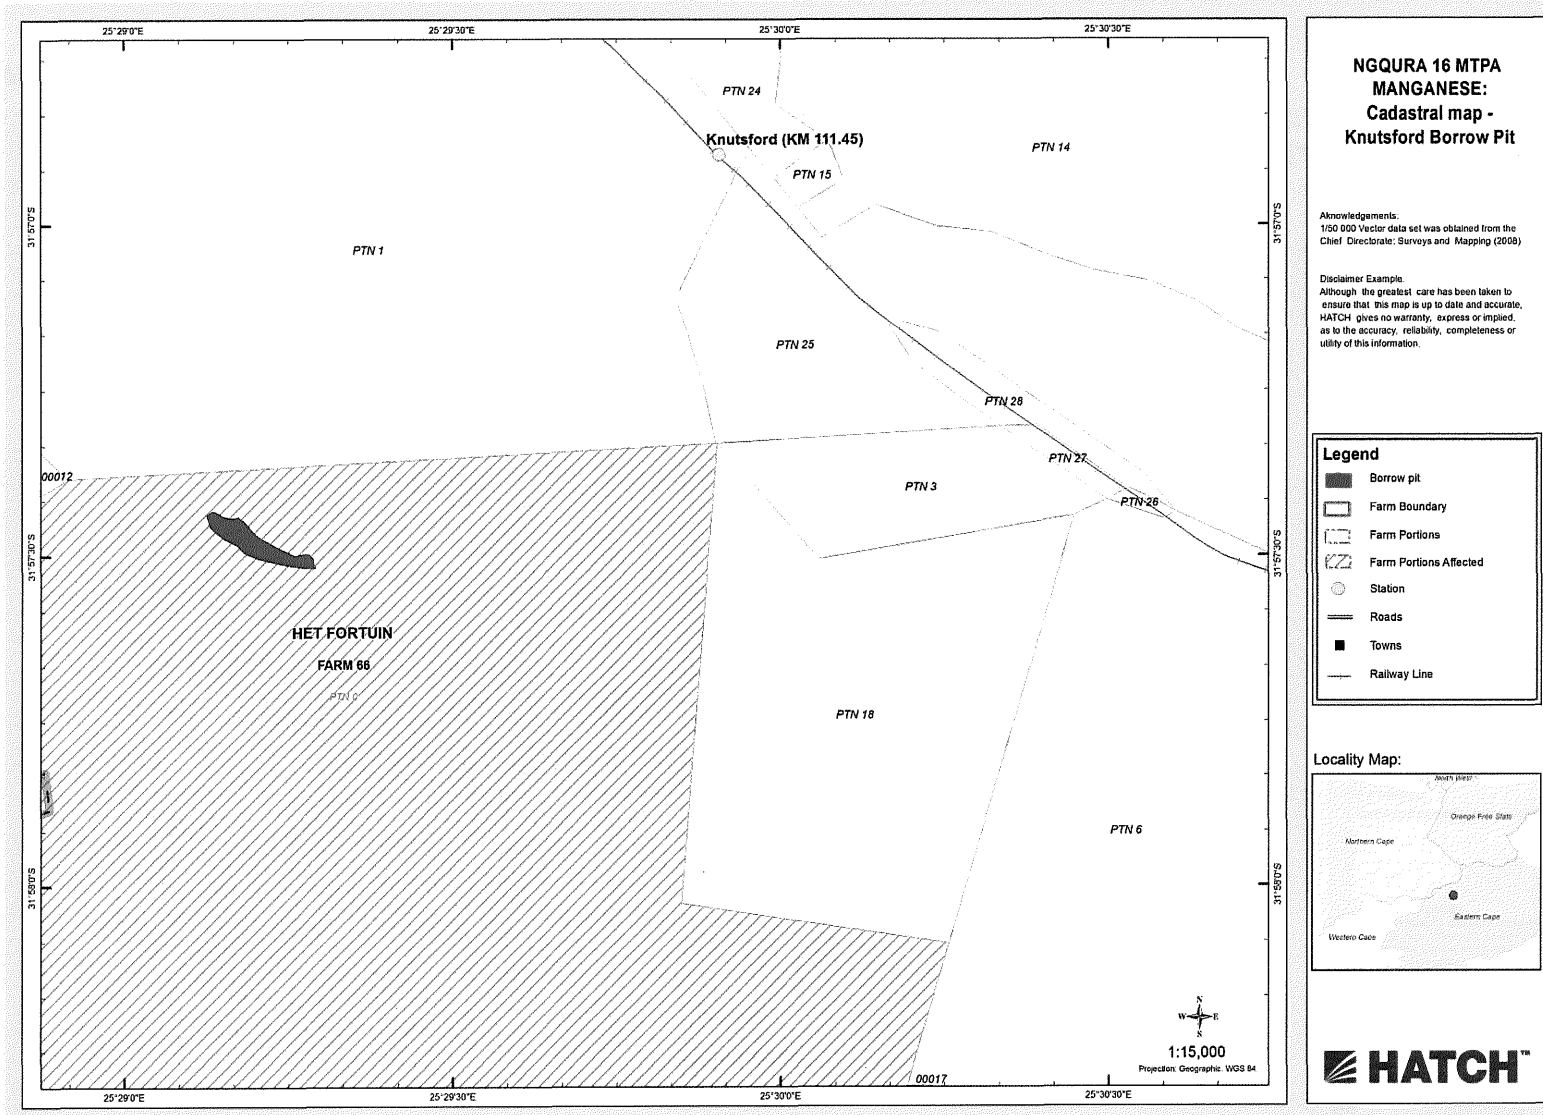 25°29'0"E
25°29'30"E
25°30'0"E
25°30'30"E
PTN 24
Knutsford (KM 111.45)
PTN 14
PTN 15
31°57'0"S
31°57'0"S
PTN 1
PTN 25
PTN 28
PTN 27
00012
PTN 3
PTN 26
31°57'30"S
31°57'30"S
HET FORTUIN
FARM 66
PTN 0
PTN 18
PTN 6
31°58'0"S
31°58'0"S
N
W E
S
1:15,000
Projection: Geographic. WGS 84
00017
25°29'0"E
25°29'30"E
25°30'0"E
25°30'30"E
NGQURA 16 MTPA
MANGANESE:
Cadastral map -
Knutsford Borrow Pit
Aknowledgements:
1/50 000 Vector data set was obtained from the
Chief Directorate: Surveys and Mapping (2008)
Disclaimer Example.
Although the greatest care has been taken to
ensure that this map is up to date and accurate,
HATCH gives no warranty, express or implied,
as to the accuracy, reliability, completeness or
utility of this information.
Legend
Borrow pit
Farm Boundary
Farm Portions
Farm Portions Affected
Station
Roads
Towns
Railway Line
Locality Map:
North West
Orange Free State
Northern Cape
Eastern Cape
Western Cape
HATCH™